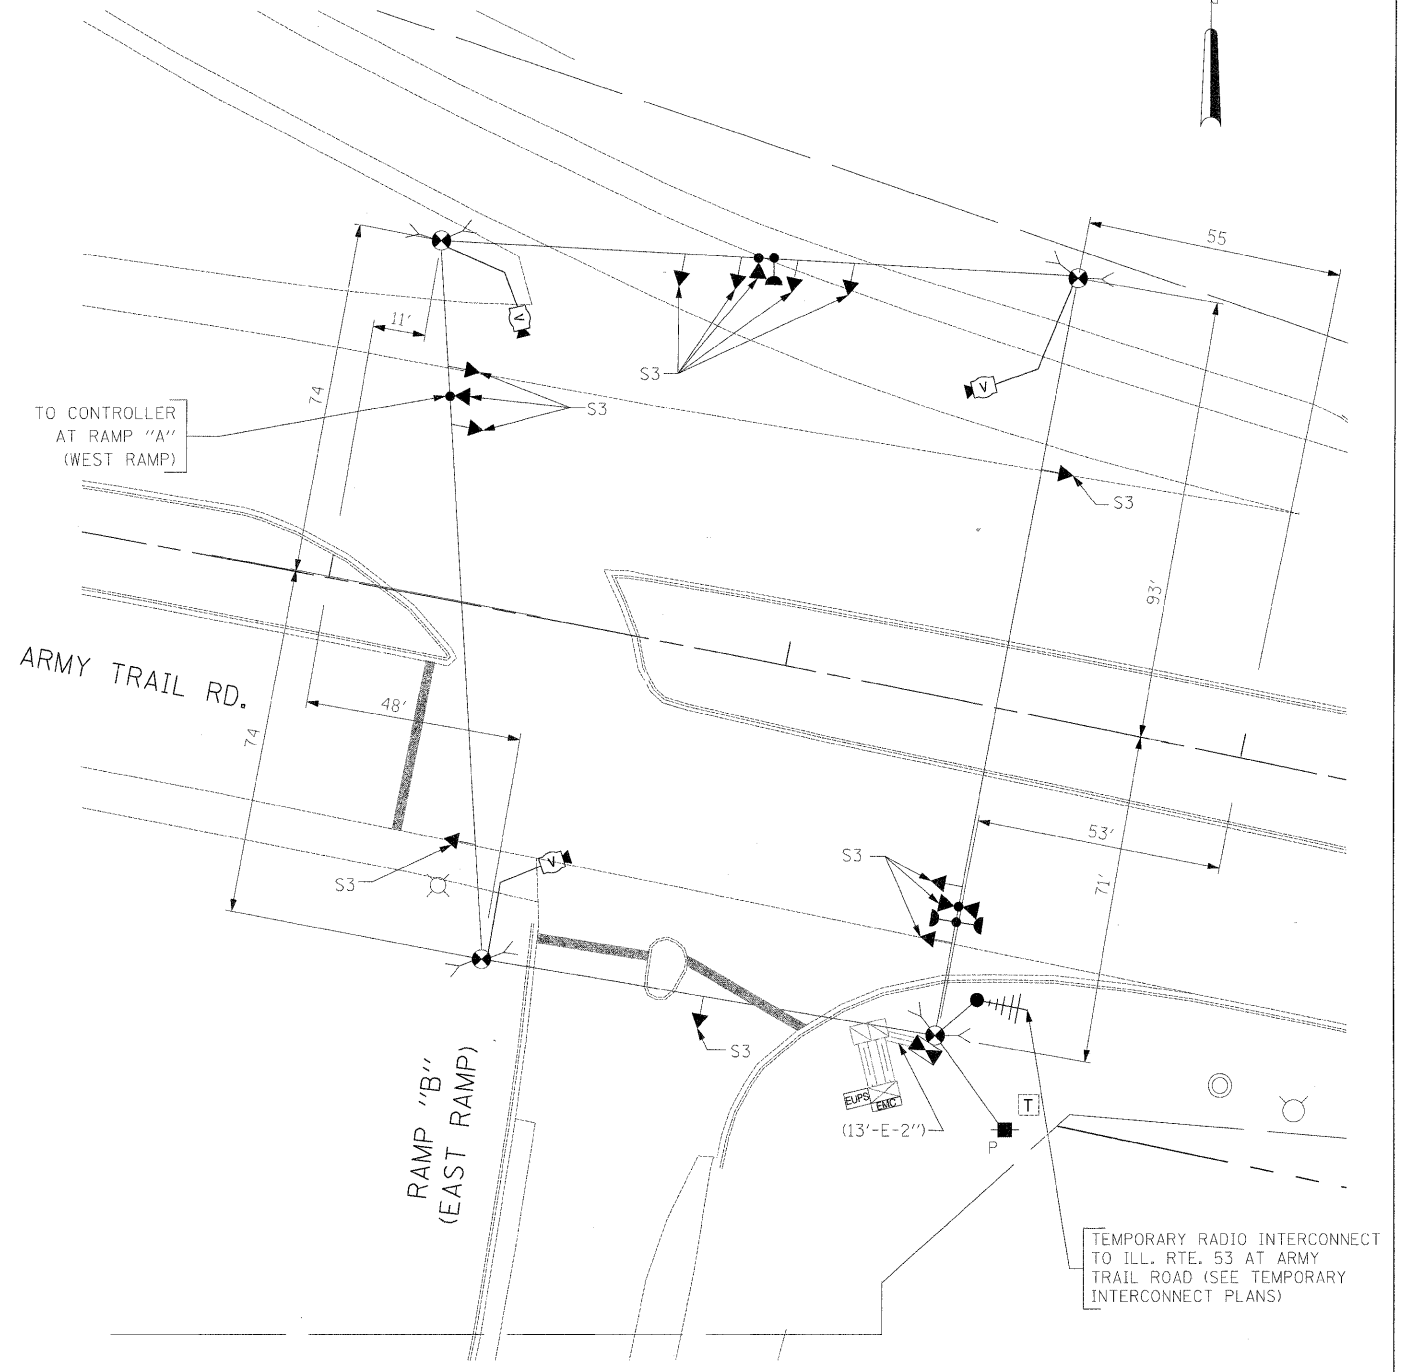 55
V
11'
S3
V
74
S3
TO CONTROLLER
AT RAMP "A"
(WEST RAMP)
S3
93'
ARMY TRAIL RD.
48'
74
53'
S3
V
S3
71'
S3
RAMP "B"
(EAST RAMP)
EUPS
EMC
(13'-E-2")
T
P
TEMPORARY RADIO INTERCONNECT
TO ILL. RTE. 53 AT ARMY
TRAIL ROAD (SEE TEMPORARY
INTERCONNECT PLANS)